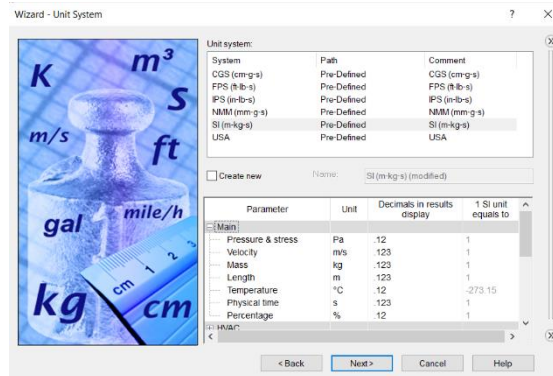 Wizard - Unit System ? X
K
m³
S
m/s
ft
gal
mile/h
cm 1 2 3
kg
cm
Unit system:
System Path Comment
CGS (cm-g-s) Pre-Defined CGS (cm-g-s)
FPS (ft-lb-s) Pre-Defined FPS (ft-lb-s)
IPS (in-lb-s) Pre-Defined IPS (in-lb-s)
NMM (mm-g-s) Pre-Defined NMM (mm-g-s)
SI (m-kg-s) Pre-Defined SI (m-kg-s)
USA Pre-Defined USA
Create new Name: SI (m-kg-s) (modified)
Parameter Unit Decimals in results display 1 SI unit equals to
Main
Pressure & stress Pa .12 1
Velocity m/s .123 1
Mass kg .123 1
Length m .123 1
Temperature °C .12 -273.15
Physical time s .123 1
Percentage % .12 1
HVAC
< Back Next > Cancel Help